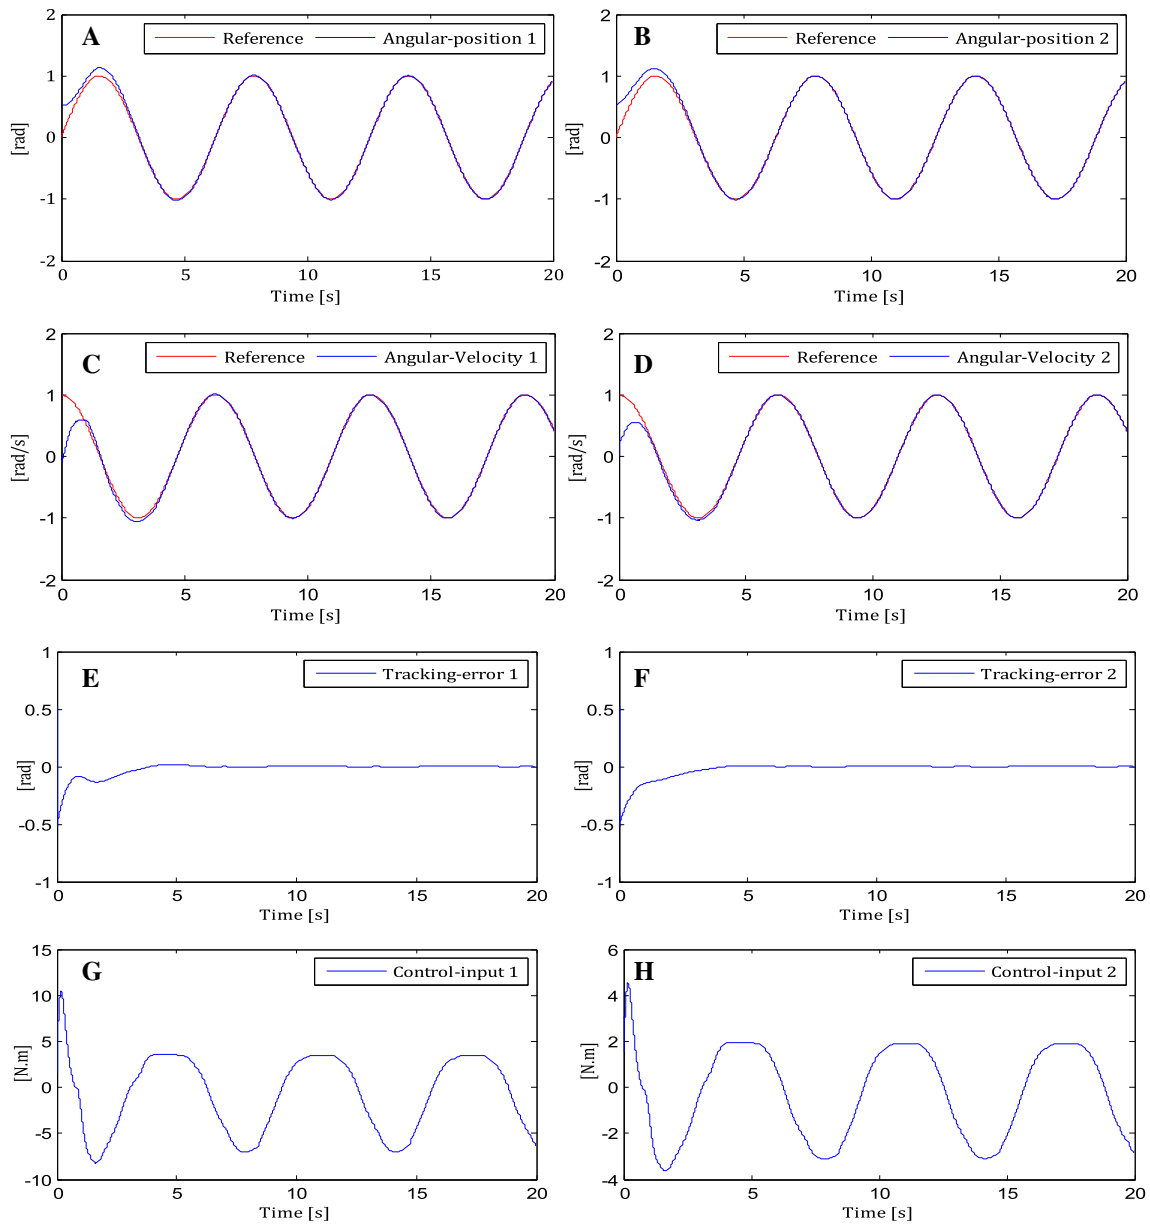 A
Reference Angular-position 1
[rad]
2
1
0
-1
-2
0 5 10 15 20
Time [s]
B
Reference Angular-position 2
[rad]
2
1
0
-1
-2
0 5 10 15 20
Time [s]
C
Reference Angular-Velocity 1
[rad/s]
2
1
0
-1
-2
0 5 10 15 20
Time [s]
D
Reference Angular-Velocity 2
[rad/s]
2
1
0
-1
-2
0 5 10 15 20
Time [s]
E
Tracking-error 1
[rad]
1
0.5
0
-0.5
-1
0 5 10 15 20
Time [s]
F
Tracking-error 2
[rad]
1
0.5
0
-0.5
-1
0 5 10 15 20
Time [s]
G
Control-input 1
[N.m]
15
10
5
0
-5
-10
0 5 10 15 20
Time [s]
H
Control-input 2
[N.m]
6
4
2
0
-2
-4
0 5 10 15 20
Time [s]